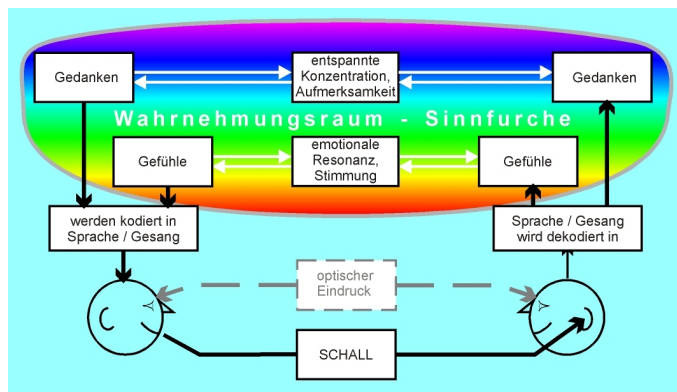 Gedanken
entspannte
Konzentration,
Aufmerksamkeit
Gedanken
Wahrnehmungsraum - Sinnfurche
Gefühle
emotionale
Resonanz,
Stimmung
Gefühle
werden kodiert in
Sprache / Gesang
Sprache / Gesang
wird dekodiert in
optischer
Eindruck
SCHALL